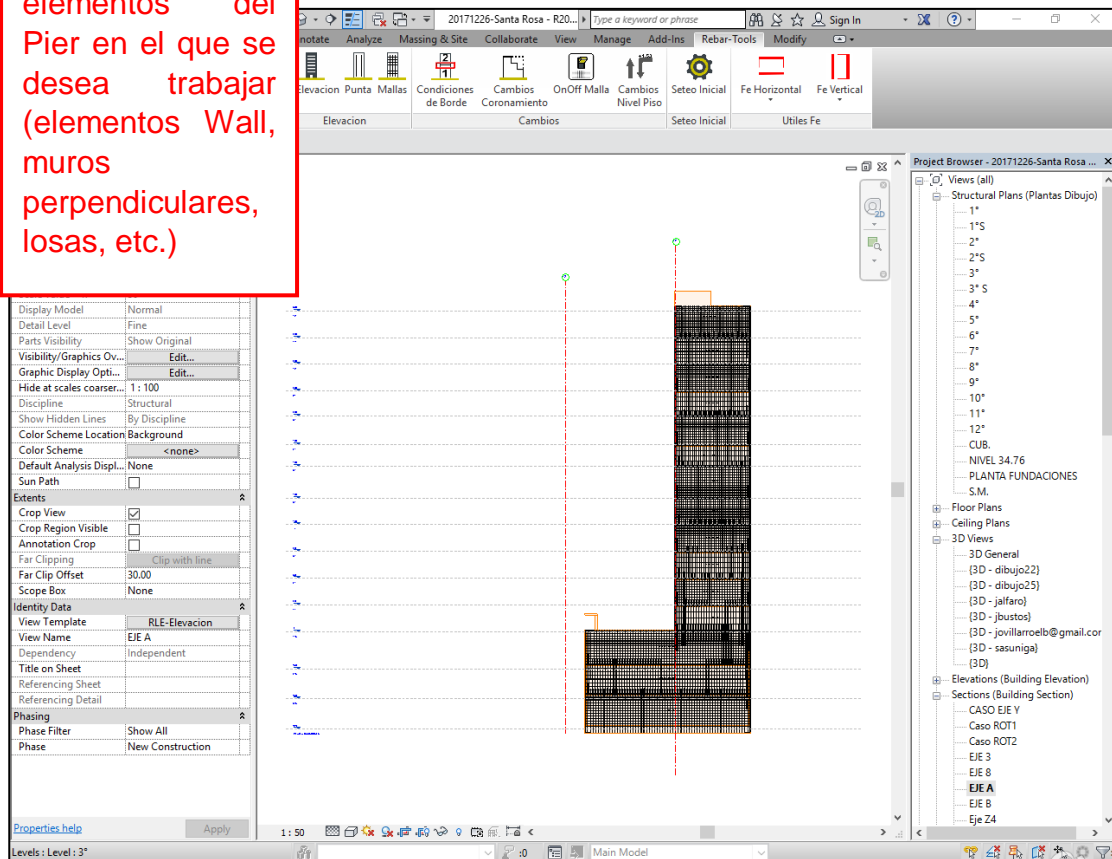 elementos del
Pier en el que se
desea trabajar
(elementos Wall,
muros
perpendiculares,
losas, etc.)
20171226-Santa Rosa - R20...
Type a keyword or phrase
Sign In
Analyze Massing & Site Collaborate View Manage Add-Ins Rebar-Tools Modify
Elevacion Punta Mallas
Condiciones de Borde
Cambios Coronamiento
OnOff Malla
Cambios Nivel Piso
Seteo Inicial
Fe Horizontal
Fe Vertical
Elevacion
Cambios
Seteo Inicial
Utiles Fe
2D
Display Model Normal
Detail Level Fine
Parts Visibility Show Original
Visibility/Graphics Ov... Edit...
Graphic Display Opti... Edit...
Hide at scales coarser... 1 : 100
Discipline Structural
Show Hidden Lines By Discipline
Color Scheme Location Background
Color Scheme <none>
Default Analysis Displ... None
Sun Path
Extents
Crop View
Crop Region Visible
Annotation Crop
Far Clipping Clip with line
Far Clip Offset 30.00
Scope Box None
Identity Data
View Template RLE-Elevacion
View Name EJE A
Dependency Independent
Title on Sheet
Referencing Sheet
Referencing Detail
Phasing
Phase Filter Show All
Phase New Construction
Properties help
Apply
1 : 50
Levels : Level : 3°
:0
Main Model
Project Browser - 20171226-Santa Rosa ...
Views (all)
Structural Plans (Plantas Dibujo)
1°
1°S
2°
2°S
3°
3° S
4°
5°
6°
7°
8°
9°
10°
11°
12°
CUB.
NIVEL 34.76
PLANTA FUNDACIONES
S.M.
Floor Plans
Ceiling Plans
3D Views
3D General
{3D - dibujo22}
{3D - dibujo25}
{3D - jalfaro}
{3D - jbustos}
{3D - jovillarroelb@gmail.cor
{3D - sasuniga}
{3D}
Elevations (Building Elevation)
Sections (Building Section)
CASO EJE Y
Caso ROT1
Caso ROT2
EJE 3
EJE 8
EJE A
EJE B
Eje Z4